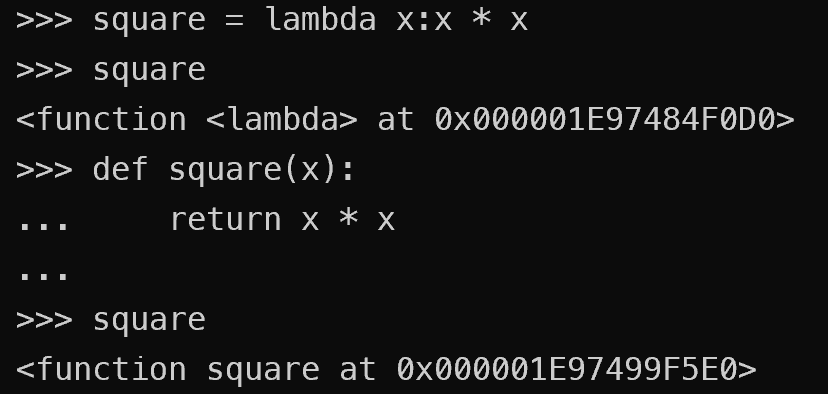 >>> square = lambda x:x * x
>>> square
<function <lambda> at 0x000001E97484F0D0>
>>> def square(x):
...     return x * x
...
>>> square
<function square at 0x000001E97499F5E0>